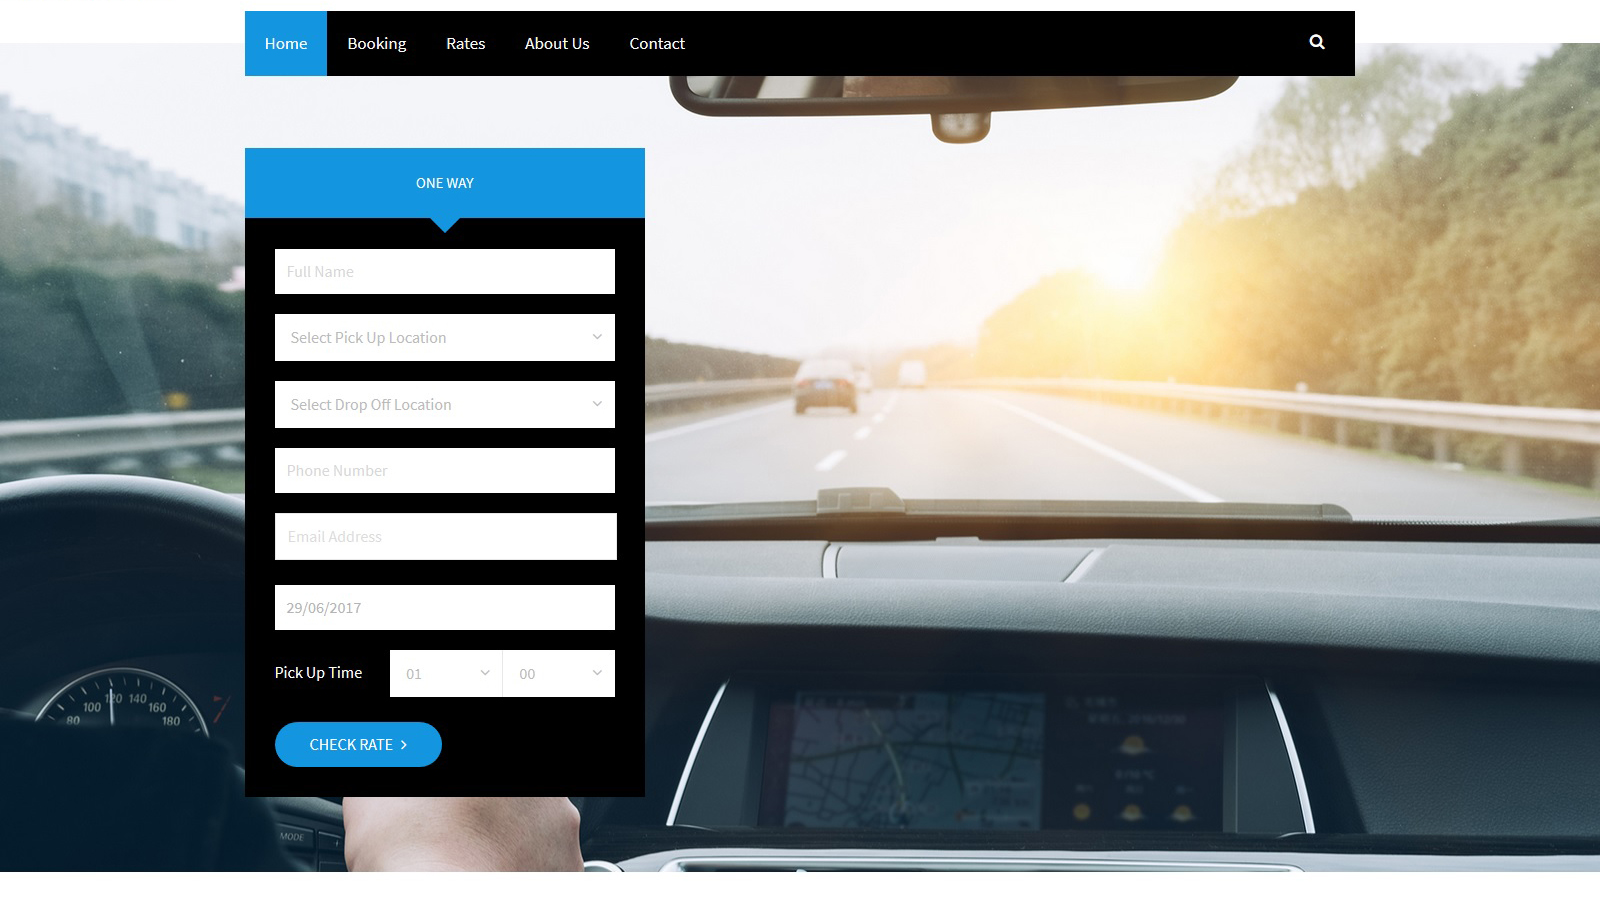 Home Booking Rates About Us Contact
ONE WAY
Full Name
Select Pick Up Location
Select Drop Off Location
Phone Number
Email Address
29/06/2017
Pick Up Time 01 00
CHECK RATE
80 100 120 140 160 180
MODE